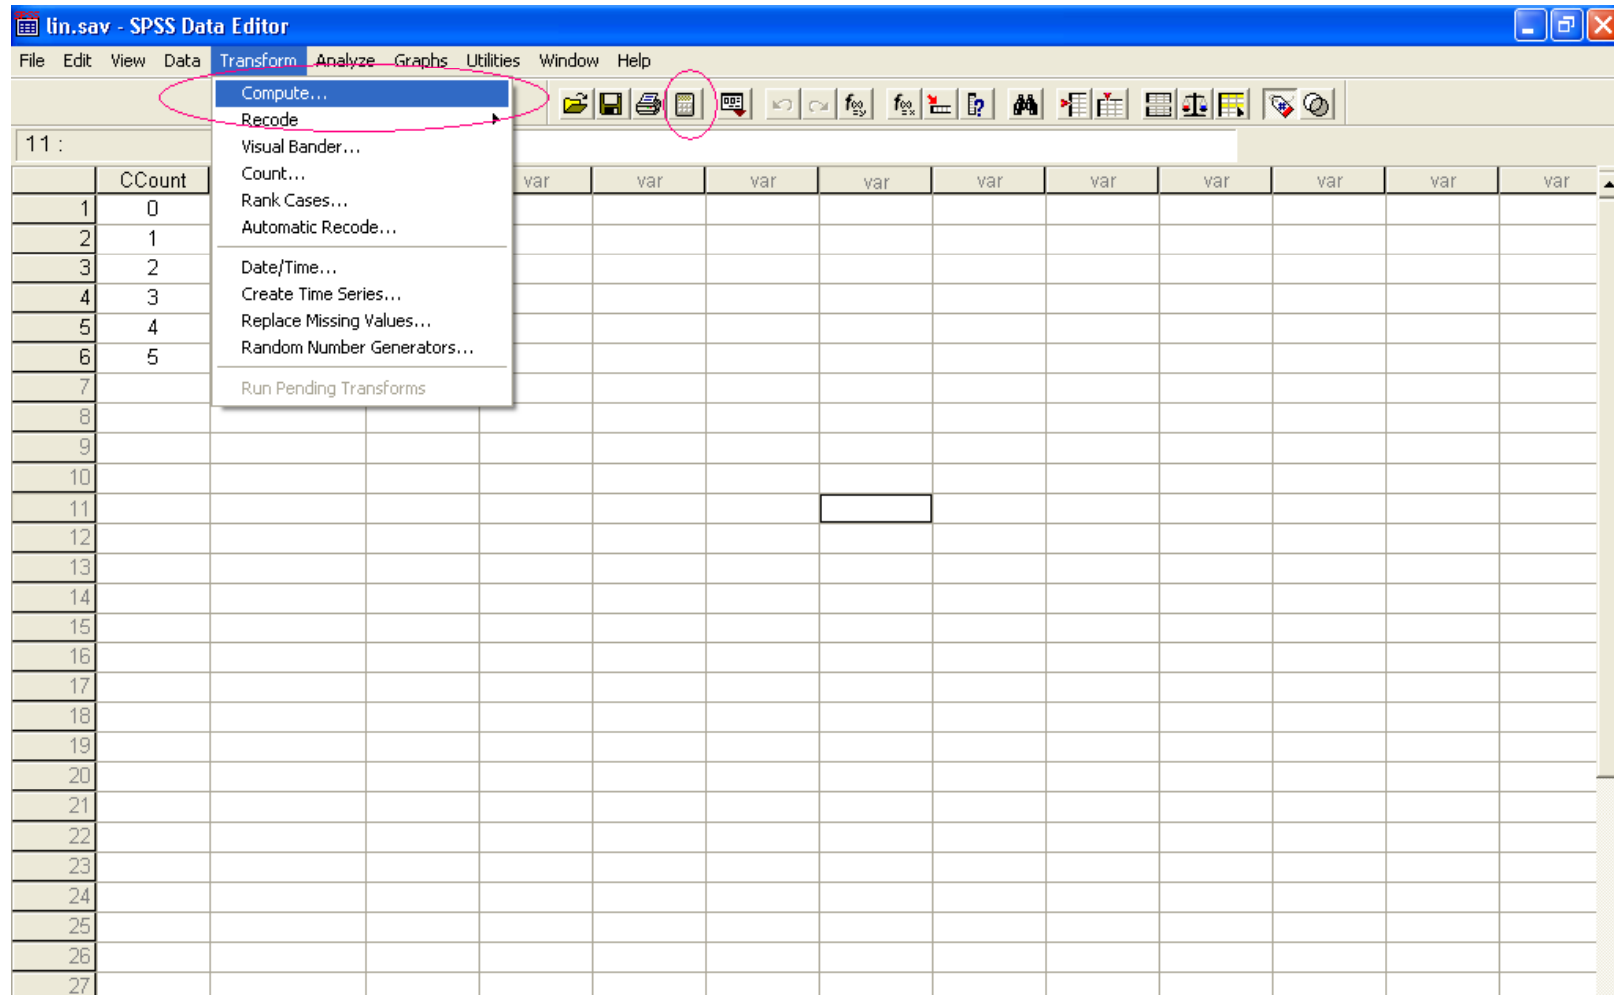 lin.sav - SPSS Data Editor
File Edit View Data Transform Analyze Graphs Utilities Window Help
Compute...
Recode
11 :
Visual Bander...
Count...
Rank Cases...
Automatic Recode...
Date/Time...
Create Time Series...
Replace Missing Values...
Random Number Generators...
Run Pending Transforms
CCount var var var var var var var var var var
1 0
2 1
3 2
4 3
5 4
6 5
7
8
9
10
11
12
13
14
15
16
17
18
19
20
21
22
23
24
25
26
27